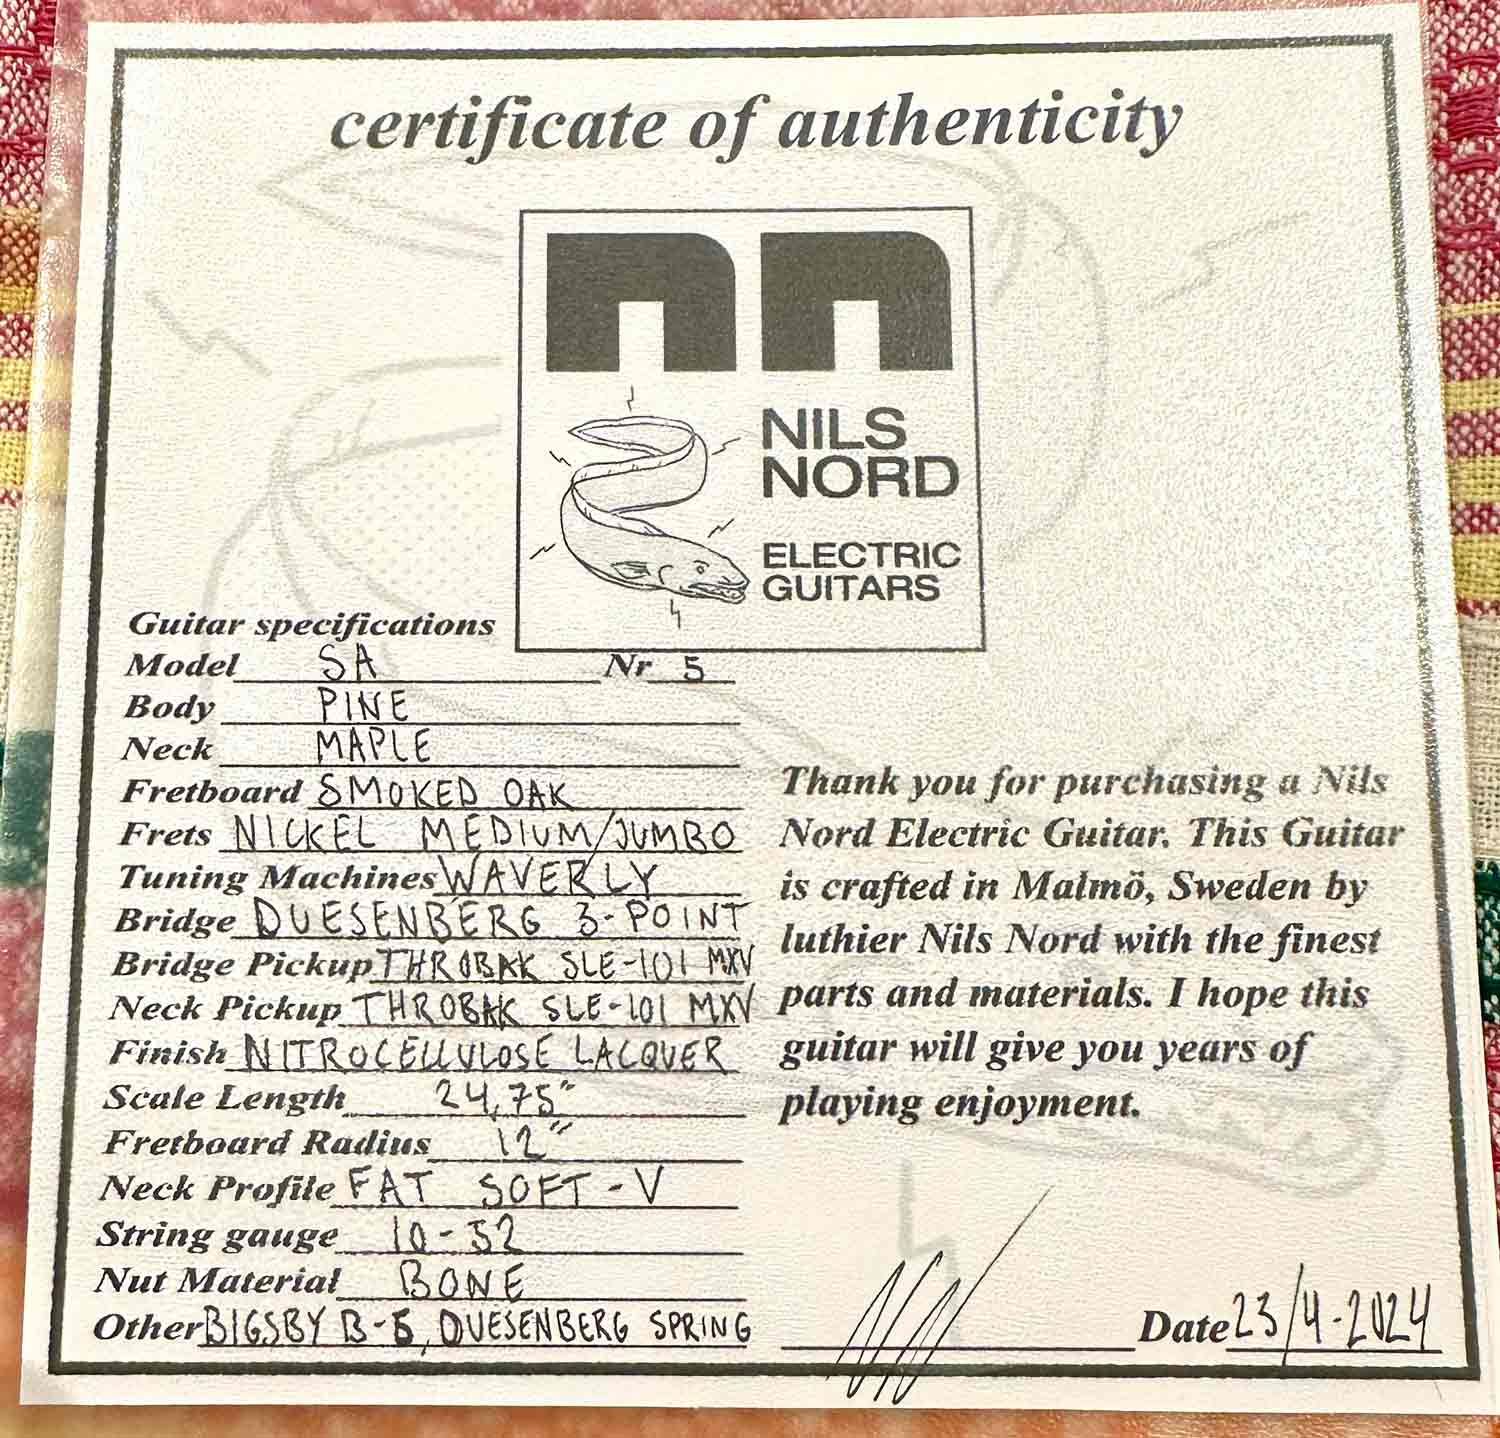 certificate of authenticity
nn
NILS
NORD
ELECTRIC
GUITARS
Guitar specifications
Model SA Nr 5
Body PINE
Neck MAPLE
Fretboard SMOKED OAK
Frets NICKEL MEDIUM/JUMBO
Tuning Machines WAVERLY
Bridge DUESENBERG 3-POINT
Bridge Pickup THROBAK SLE-101 MXV
Neck Pickup THROBAK SLE-101 MXV
Finish NITROCELLULOSE LACQUER
Scale Length 24,75"
Fretboard Radius 12"
Neck Profile FAT SOFT-V
String gauge 10-52
Nut Material BONE
Other BIGSBY B-5, DUESENBERG SPRING
Thank you for purchasing a Nils
Nord Electric Guitar. This Guitar
is crafted in Malmö, Sweden by
luthier Nils Nord with the finest
parts and materials. I hope this
guitar will give you years of
playing enjoyment.
Date 23/4-2024